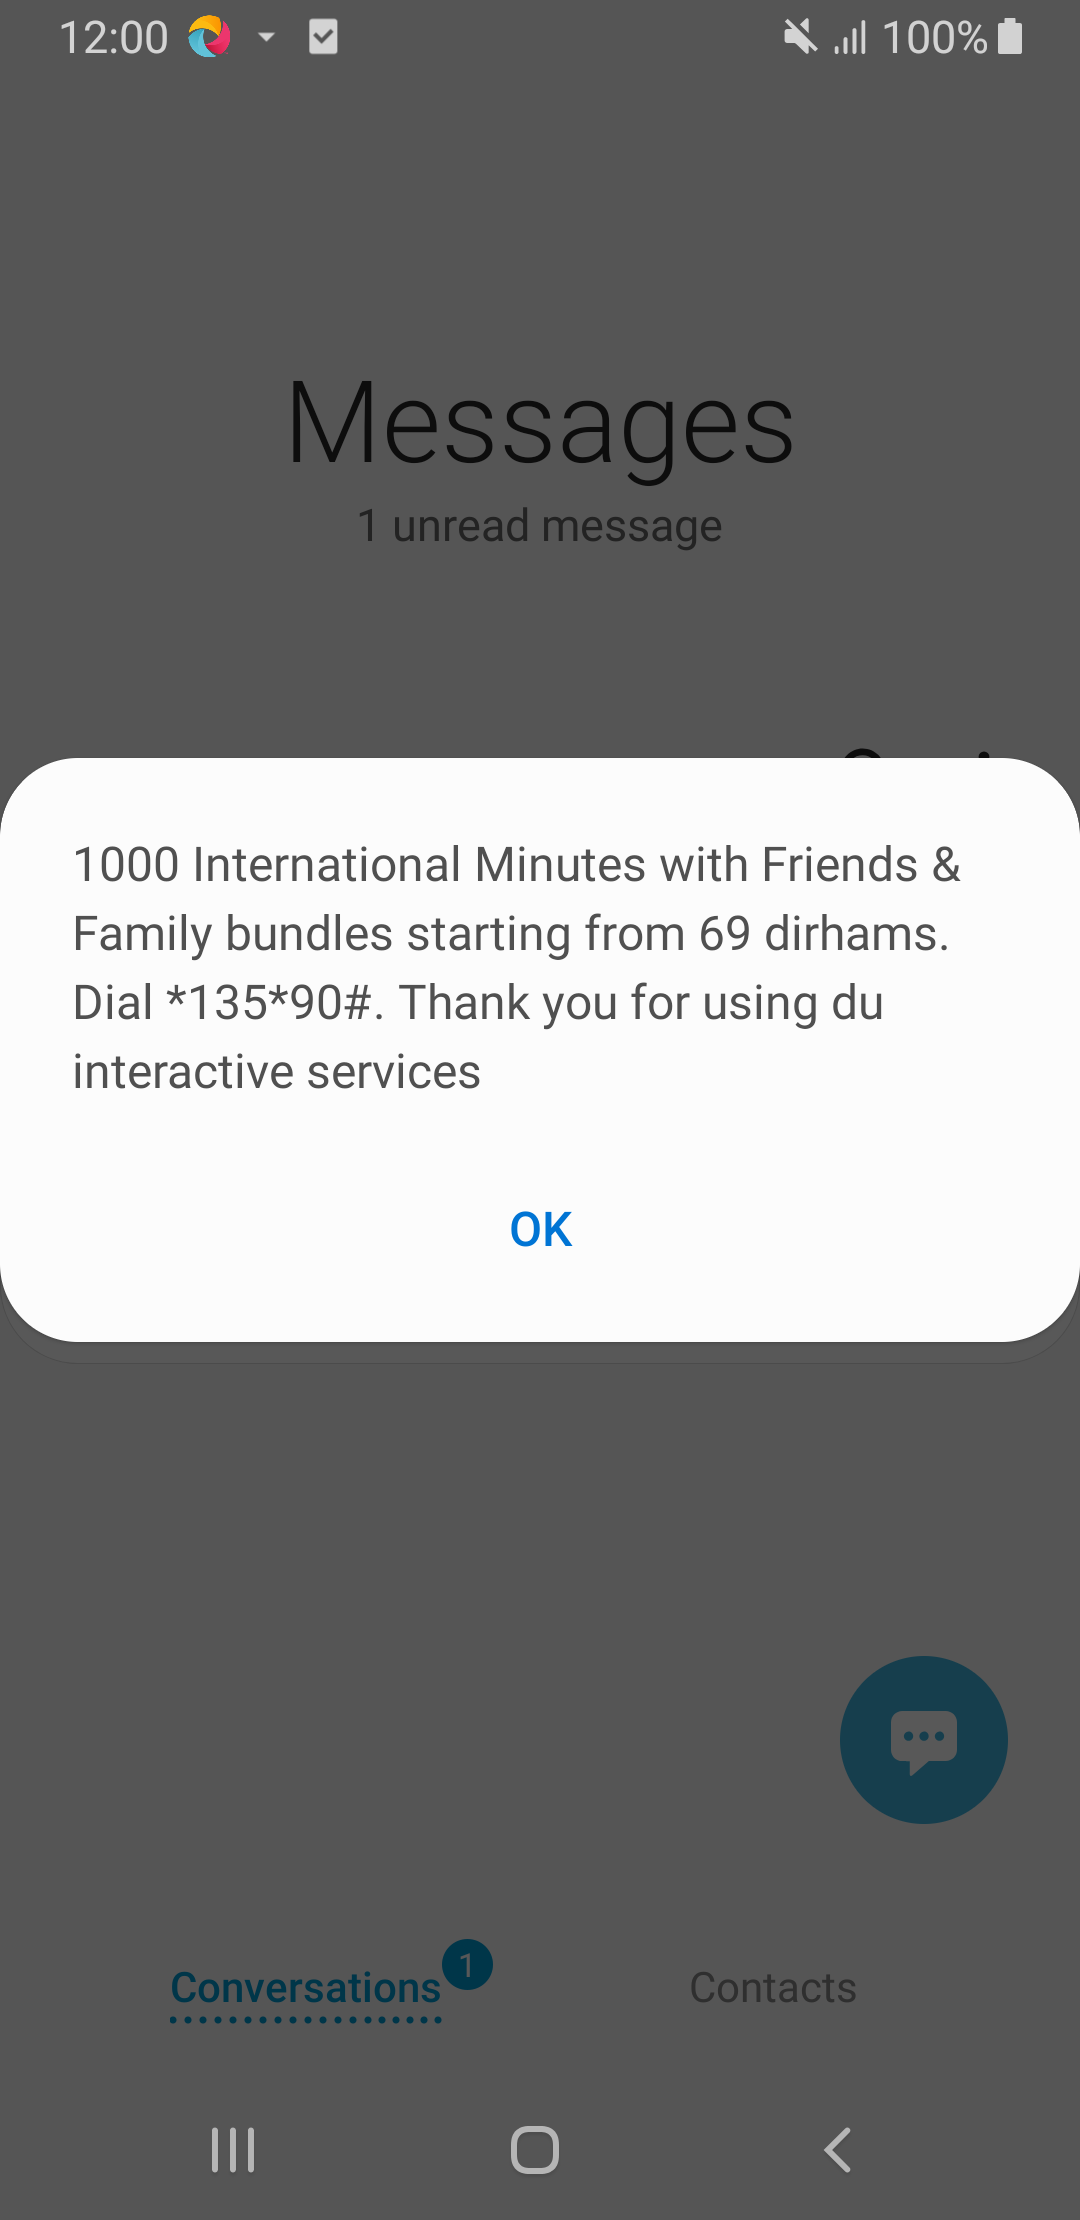 12:00
100%
Messages
1 unread message
1000 International Minutes with Friends &
Family bundles starting from 69 dirhams.
Dial *135*90#. Thank you for using du
interactive services
OK
Conversations
1
Contacts